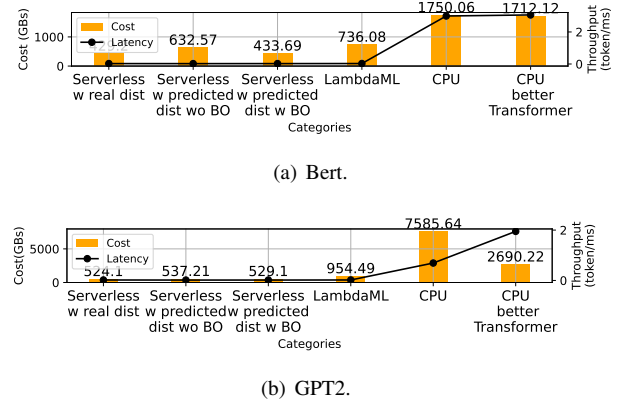 1750.06
1712.12
Cost (GBs)
1000
0
Cost
Latency
632.57
433.69
736.08
2
0
Throughput
(token/ms)
Serverless
w real dist
Serverless
w predicted
dist wo BO
Serverless
w predicted
dist w BO
LambdaML
CPU
CPU
better
Transformer
Categories
(a) Bert.
7585.64
Cost(GBs)
5000
0
Cost
Latency
524.1
537.21
529.1
954.49
2690.22
2
0
Throughput
(token/ms)
Serverless
w real dist
Serverless
w predicted
dist wo BO
Serverless
w predicted
dist w BO
LambdaML
CPU
CPU
better
Transformer
Categories
(b) GPT2.